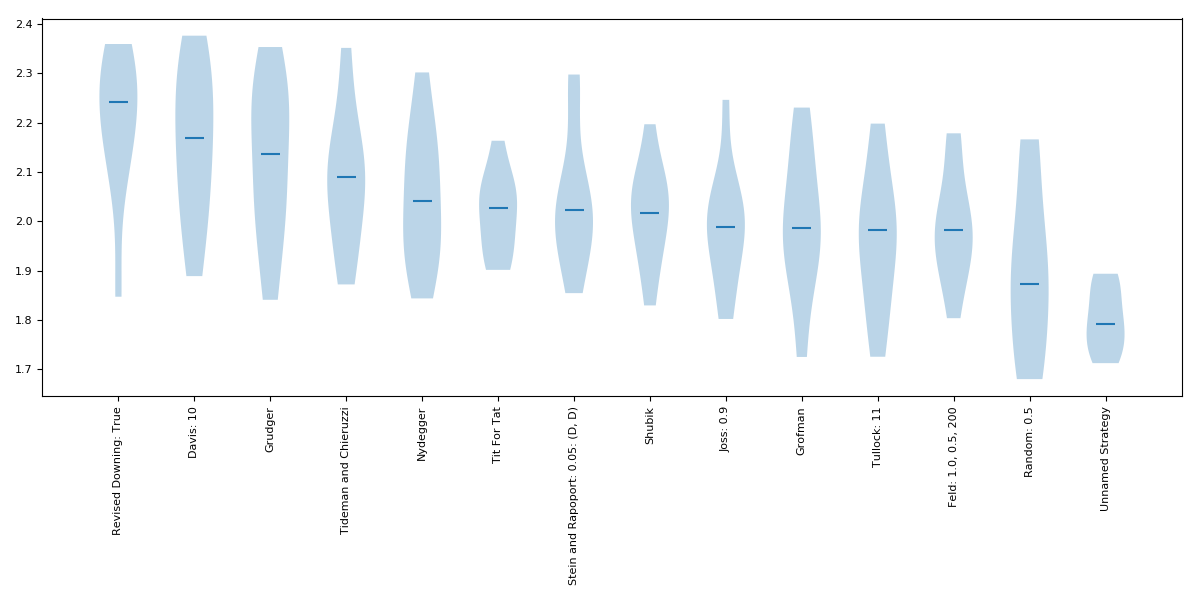 2.4
2.3
2.2
2.1
2.0
1.9
1.8
1.7
Revised Downing: True
Davis: 10
Grudger
Tideman and Chieruzzi
Nydegger
Tit For Tat
Stein and Rapoport: 0.05: (D, D)
Shubik
Joss: 0.9
Grofman
Tullock: 11
Feld: 1.0, 0.5, 200
Random: 0.5
Unnamed Strategy